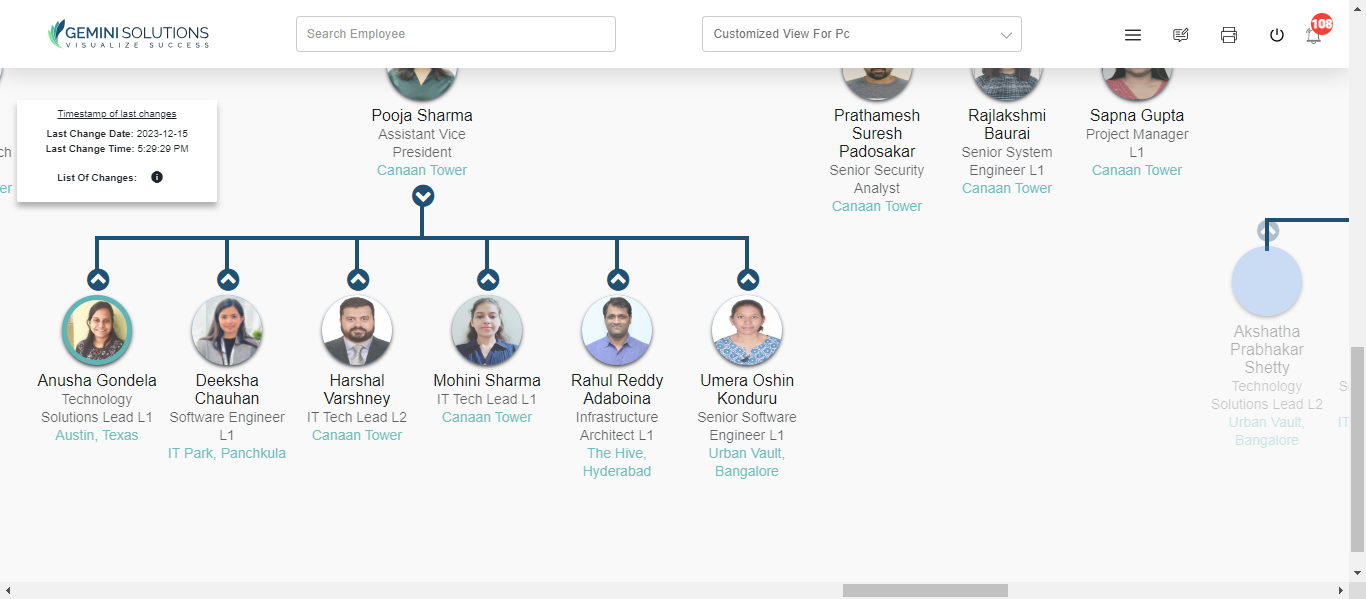 GEMINI SOLUTIONS
VISUALIZE SUCCESS
Search Employee
Customized View For Pc
108
Timestamp of last changes
Last Change Date: 2023-12-15
Last Change Time: 5:29:29 PM
List Of Changes:
ch
er
Pooja Sharma
Assistant Vice
President
Canaan Tower
Prathamesh
Suresh
Padosakar
Senior Security
Analyst
Canaan Tower
Rajlakshmi
Baurai
Senior System
Engineer L1
Canaan Tower
Sapna Gupta
Project Manager
L1
Canaan Tower
Anusha Gondela
Technology
Solutions Lead L1
Austin, Texas
Deeksha
Chauhan
Software Engineer
L1
IT Park, Panchkula
Harshal
Varshney
IT Tech Lead L2
Canaan Tower
Mohini Sharma
IT Tech Lead L1
Canaan Tower
Rahul Reddy
Adaboina
Infrastructure
Architect L1
The Hive,
Hyderabad
Umera Oshin
Konduru
Senior Software
Engineer L1
Urban Vault,
Bangalore
Akshatha
Prabhakar
Shetty
Technology
Solutions Lead L2
Urban Vault,
Bangalore
S
IT